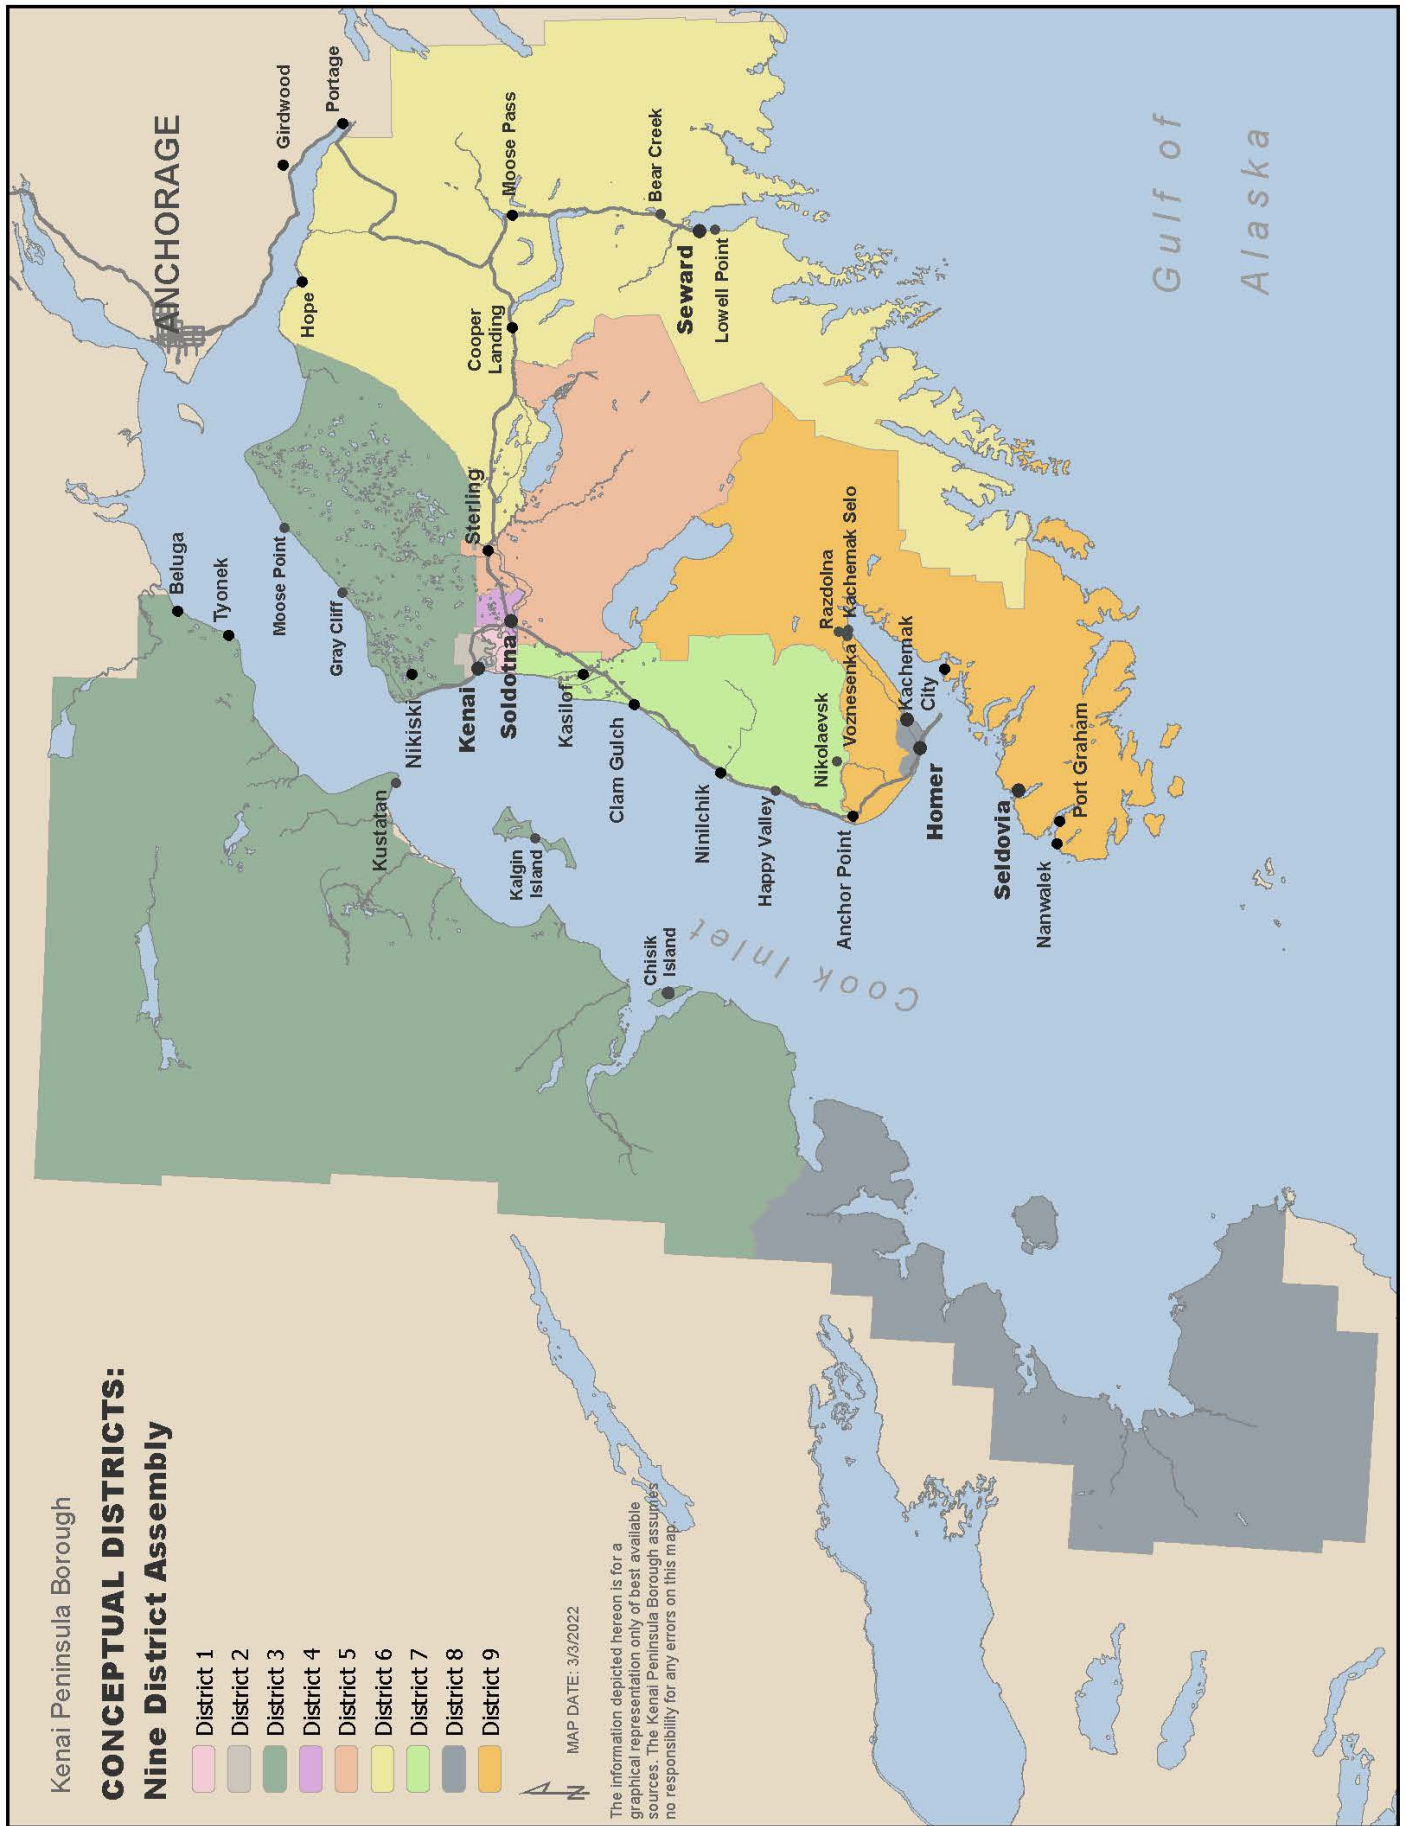 Kenai Peninsula Borough
CONCEPTUAL DISTRICTS:
Nine District Assembly
District 1
District 2
District 3
District 4
District 5
District 6
District 7
District 8
District 9
N
MAP DATE: 3/3/2022
The information depicted hereon is for a
graphical representation only of best available
sources. The Kenai Peninsula Borough assumes
no responsibility for any errors on this map.
ANCHORAGE
Girdwood
Portage
Hope
Beluga
Tyonek
Moose Point
Gray Cliff
Nikiski
Kustatan
Kenai
Soldotna
Sterling
Cooper
Landing
Moose Pass
Bear Creek
Seward
Lowell Point
Kalgin
Island
Kasilof
Clam Gulch
Chisik
Island
Cook Inlet
Ninilchik
Happy Valley
Nikolaevsk
Anchor Point
Razdolna
Voznesenka
Kachemak Selo
Kachemak
City
Homer
Seldovia
Nanwalek
Port Graham
Gulf of
Alaska